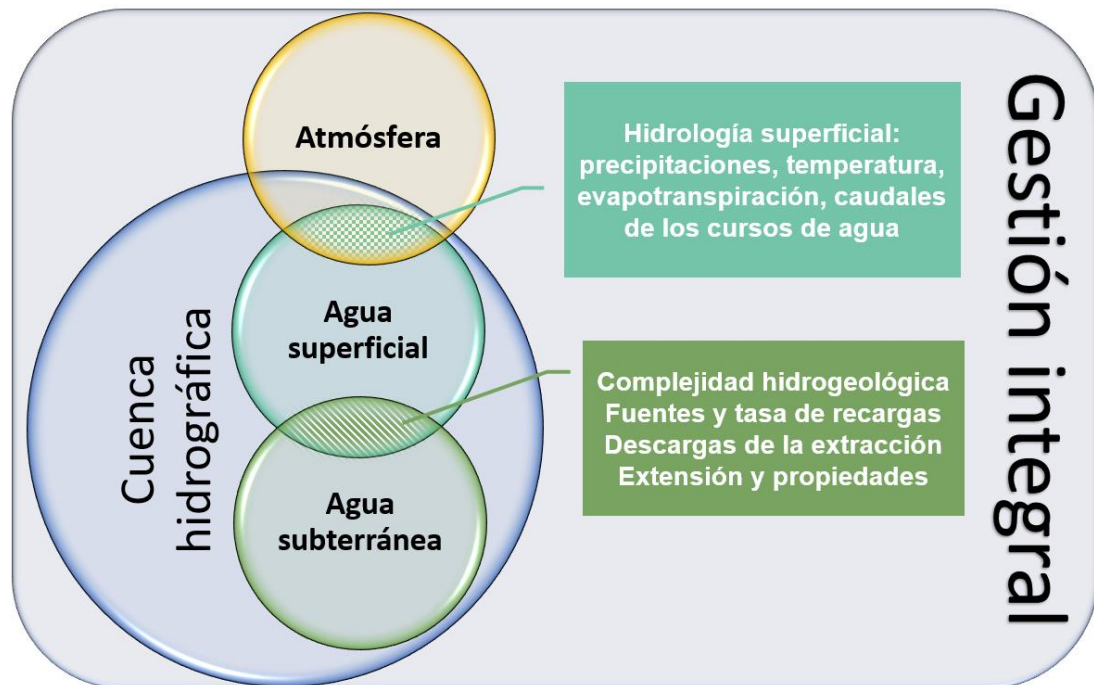 Atmósfera
Hidrología superficial:
precipitaciones, temperatura,
evapotranspiración, caudales
de los cursos de agua
Agua
superficial
Cuenca
hidrográfica
Complejidad hidrogeológica
Fuentes y tasa de recargas
Descargas de la extracción
Extensión y propiedades
Agua
subterránea
Gestión integral